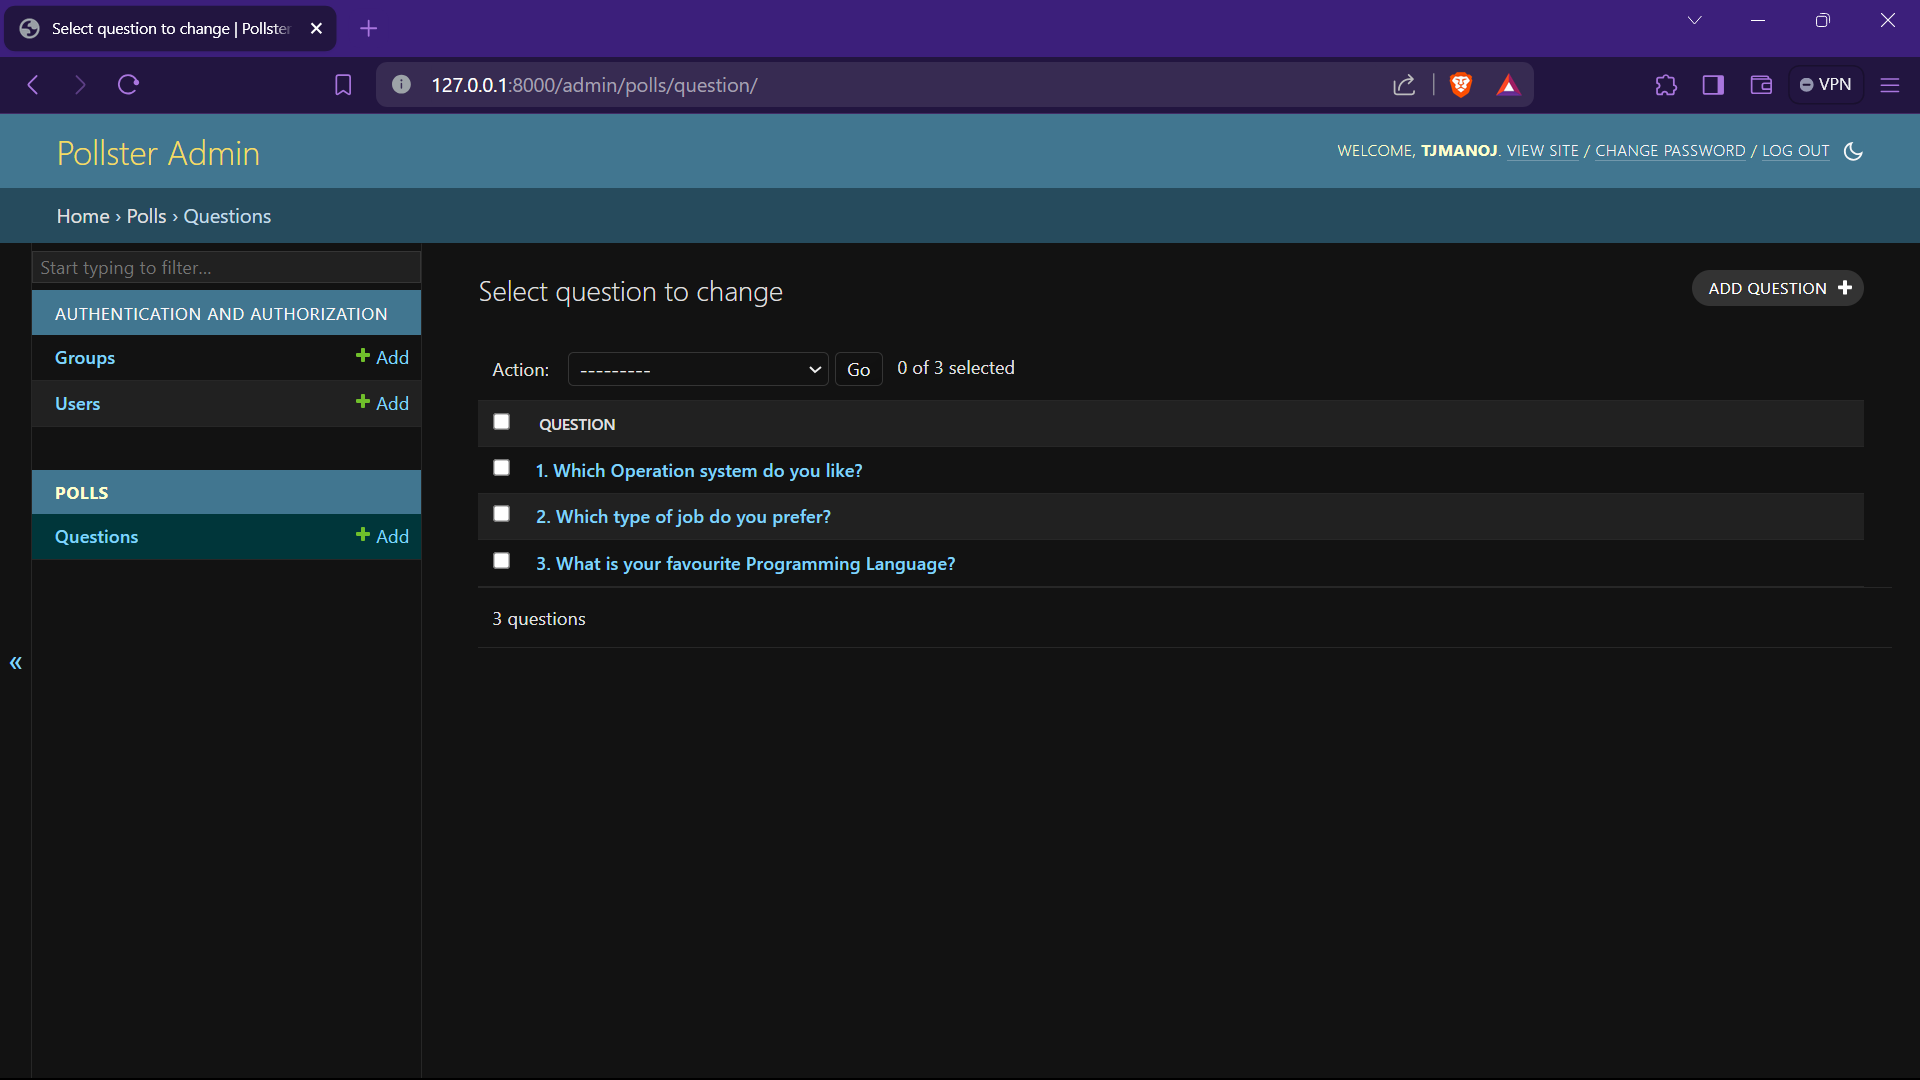 Select question to change | Pollster
127.0.0.1:8000/admin/polls/question/
VPN
Pollster Admin
WELCOME, TJMANOJ. VIEW SITE / CHANGE PASSWORD / LOG OUT
Home › Polls › Questions
Start typing to filter...
AUTHENTICATION AND AUTHORIZATION
Groups + Add
Users + Add
POLLS
Questions + Add
«
Select question to change
ADD QUESTION +
Action: --------- Go 0 of 3 selected
QUESTION
1. Which Operation system do you like?
2. Which type of job do you prefer?
3. What is your favourite Programming Language?
3 questions